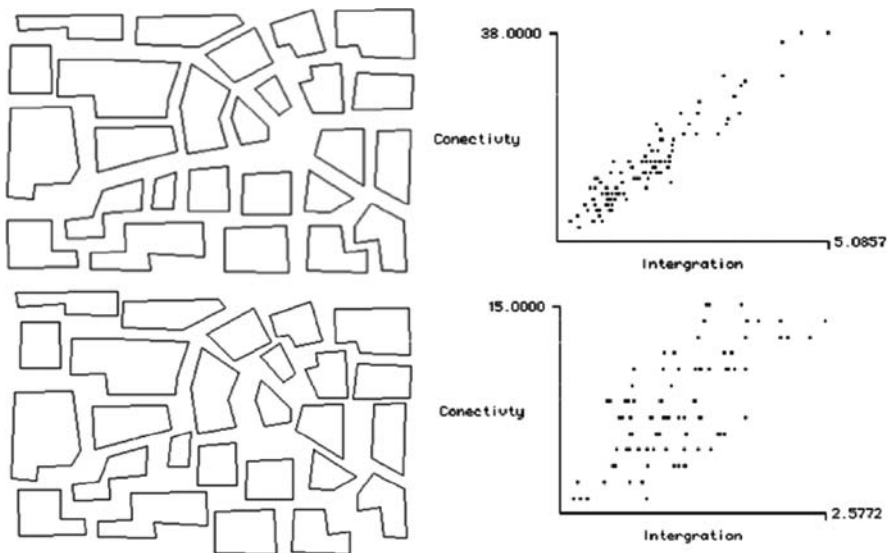 38.0000
Conectivty
5.0857
Intergration
15.0000
Conectivty
2.5772
Intergration